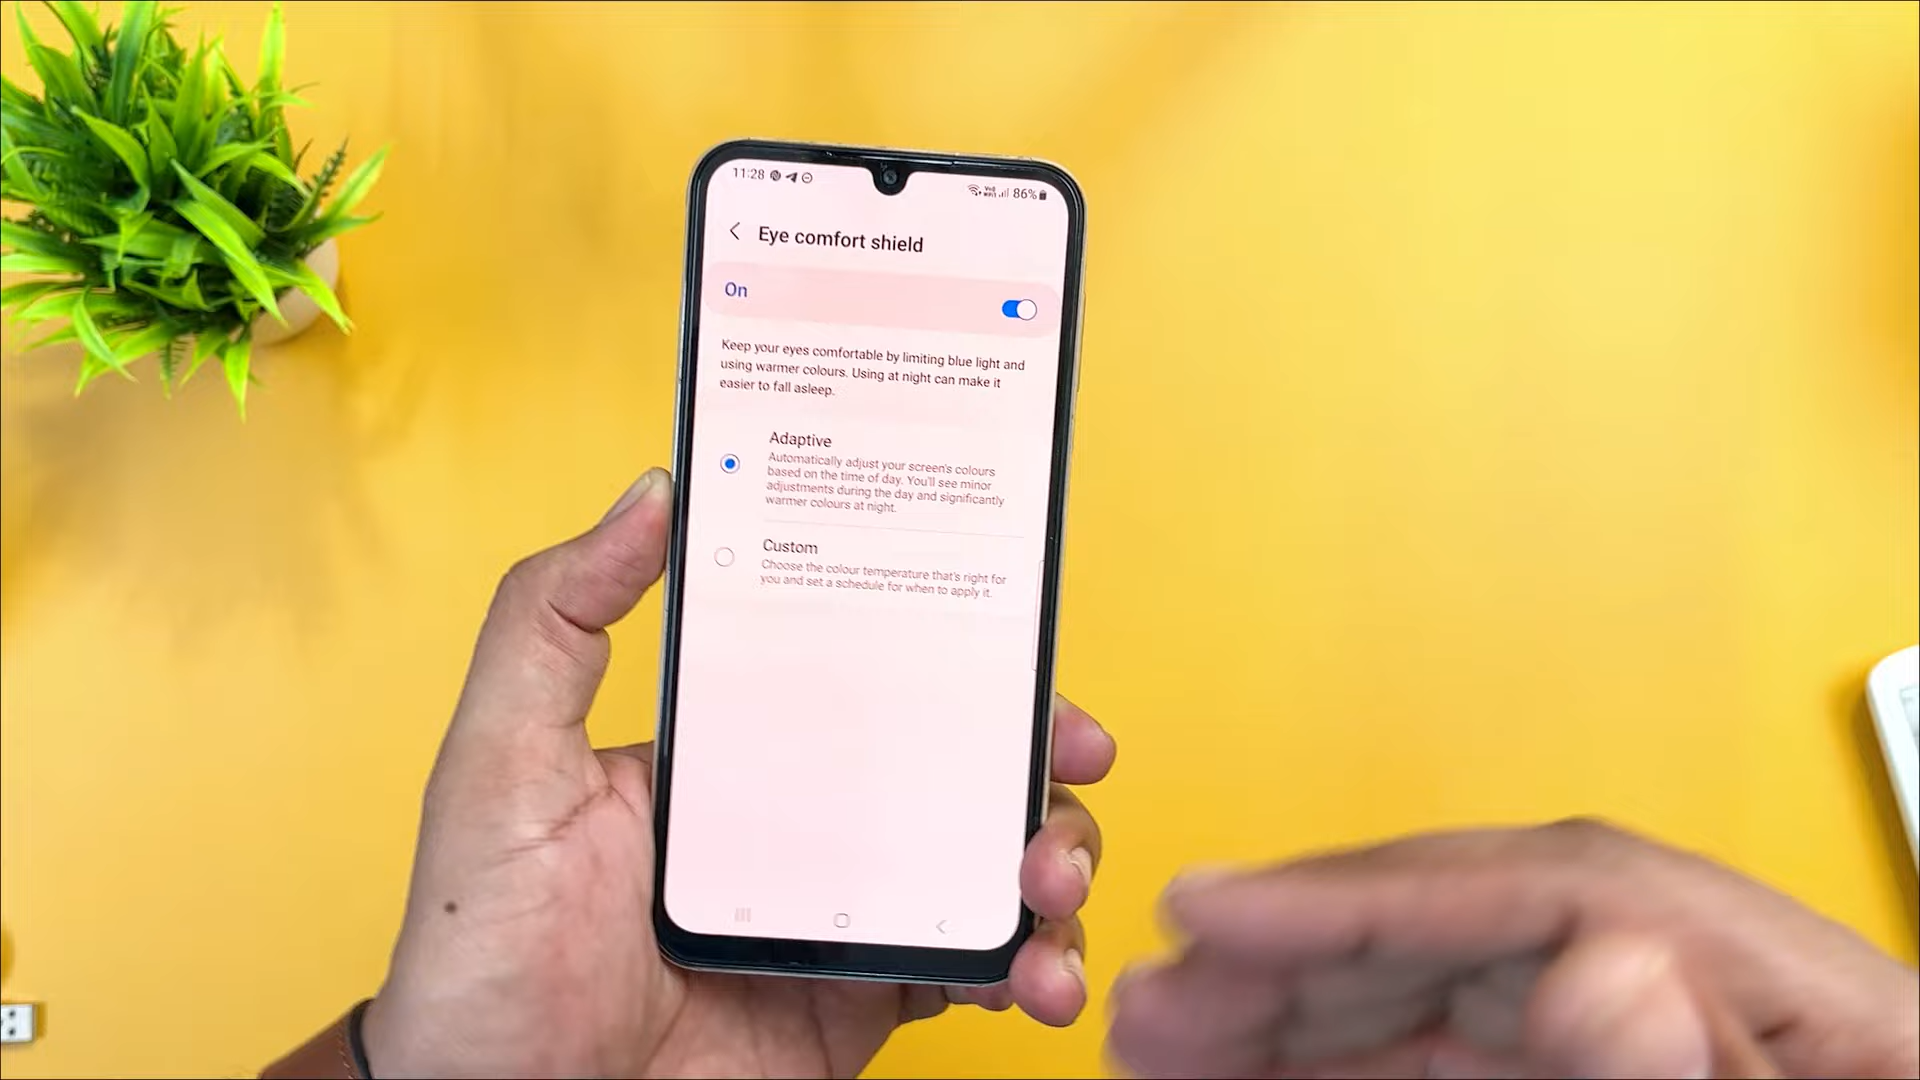 11:28
86%
Eye comfort shield
On
Keep your eyes comfortable by limiting blue light and
using warmer colours. Using at night can make it
easier to fall asleep.
Adaptive
Automatically adjust your screen's colours
based on the time of day. You'll see minor
adjustments during the day and significantly
warmer colours at night.
Custom
Choose the colour temperature that's right for
you and set a schedule for when to apply it.